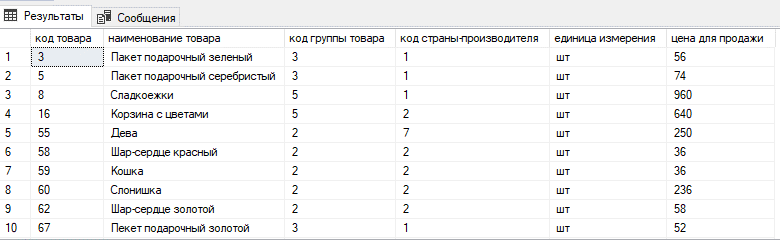 Результаты Сообщения
код товара наименование товара код группы товара код страны-производителя единица измерения цена для продажи
1 3 Пакет подарочный зеленый 3 1 шт 56
2 5 Пакет подарочный серебристый 3 1 шт 74
3 8 Сладкоежки 5 1 шт 960
4 16 Корзина с цветами 5 2 шт 640
5 55 Дева 2 7 шт 250
6 58 Шар-сердце красный 2 2 шт 36
7 59 Кошка 2 2 шт 36
8 60 Слонишка 2 2 шт 236
9 62 Шар-сердце золотой 2 2 шт 58
10 67 Пекет подарочный золотой 3 1 шт 52